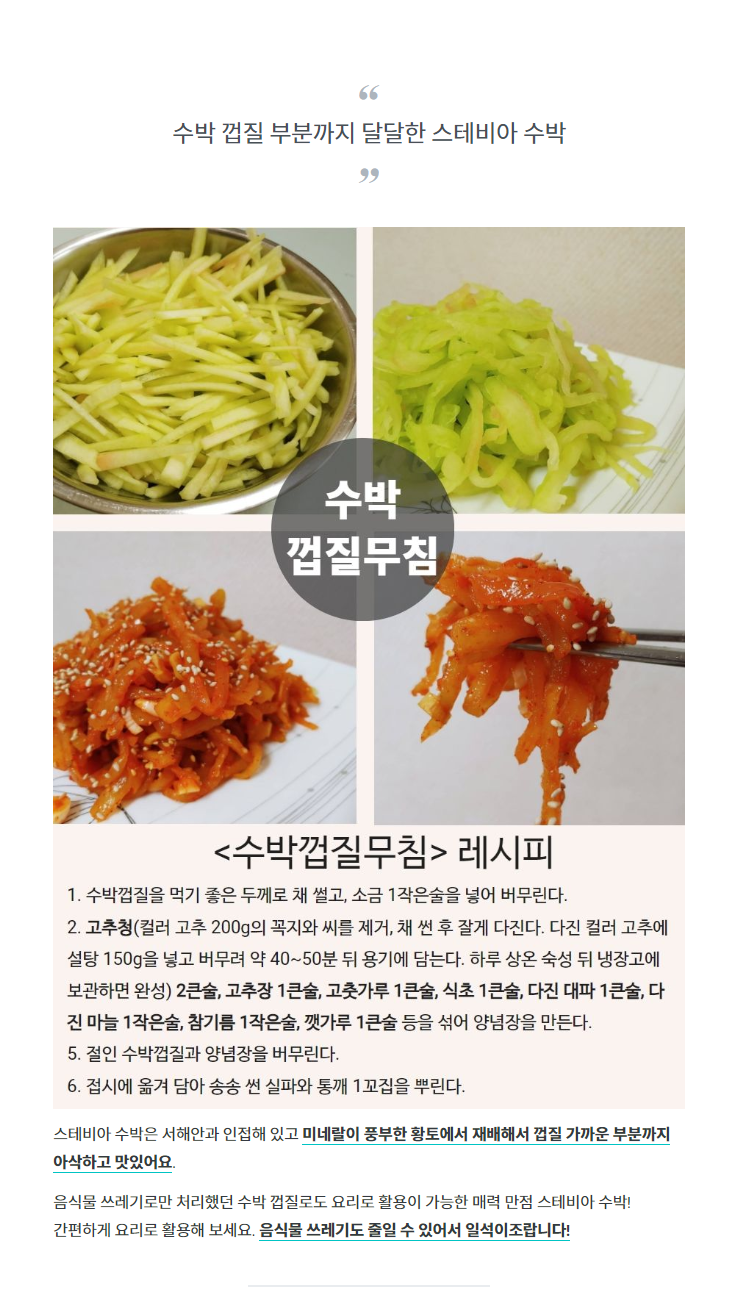 “
수박 껍질 부분까지 달달한 스테비아 수박
”
수박
껍질무침
<수박껍질무침> 레시피
1. 수박껍질을 먹기 좋은 두께로 채 썰고, 소금 1작은술을 넣어 버무린다.
2. 고추청(컬러 고추 200g의 꼭지와 씨를 제거, 채 썬 후 잘게 다진다. 다진 컬러 고추에
설탕 150g을 넣고 버무려 약 40~50분 뒤 용기에 담는다. 하루 상온 숙성 뒤 냉장고에
보관하면 완성) 2큰술, 고추장 1큰술, 고춧가루 1큰술, 식초 1큰술, 다진 대파 1큰술, 다
진 마늘 1작은술, 참기름 1작은술, 깻가루 1큰술 등을 섞어 양념장을 만든다.
5. 절인 수박껍질과 양념장을 버무린다.
6. 접시에 옮겨 담아 송송 썬 실파와 통깨 1꼬집을 뿌린다.
스테비아 수박은 서해안과 인접해 있고 미네랄이 풍부한 황토에서 재배해서 껍질 가까운 부분까지
아삭하고 맛있어요.
음식물 쓰레기로만 처리했던 수박 껍질로도 요리로 활용이 가능한 매력 만점 스테비아 수박!
간편하게 요리로 활용해 보세요. 음식물 쓰레기도 줄일 수 있어서 일석이조랍니다!